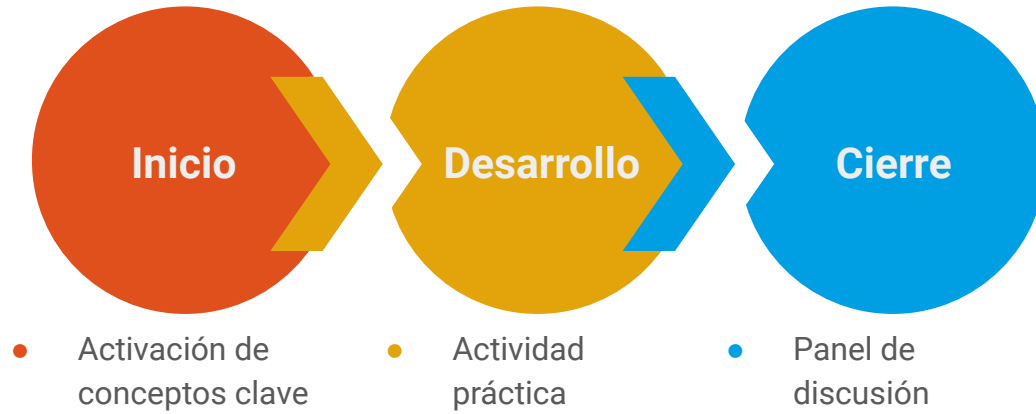 Inicio
Desarrollo
Cierre
Activación de
conceptos clave
Actividad
práctica
Panel de
discusión